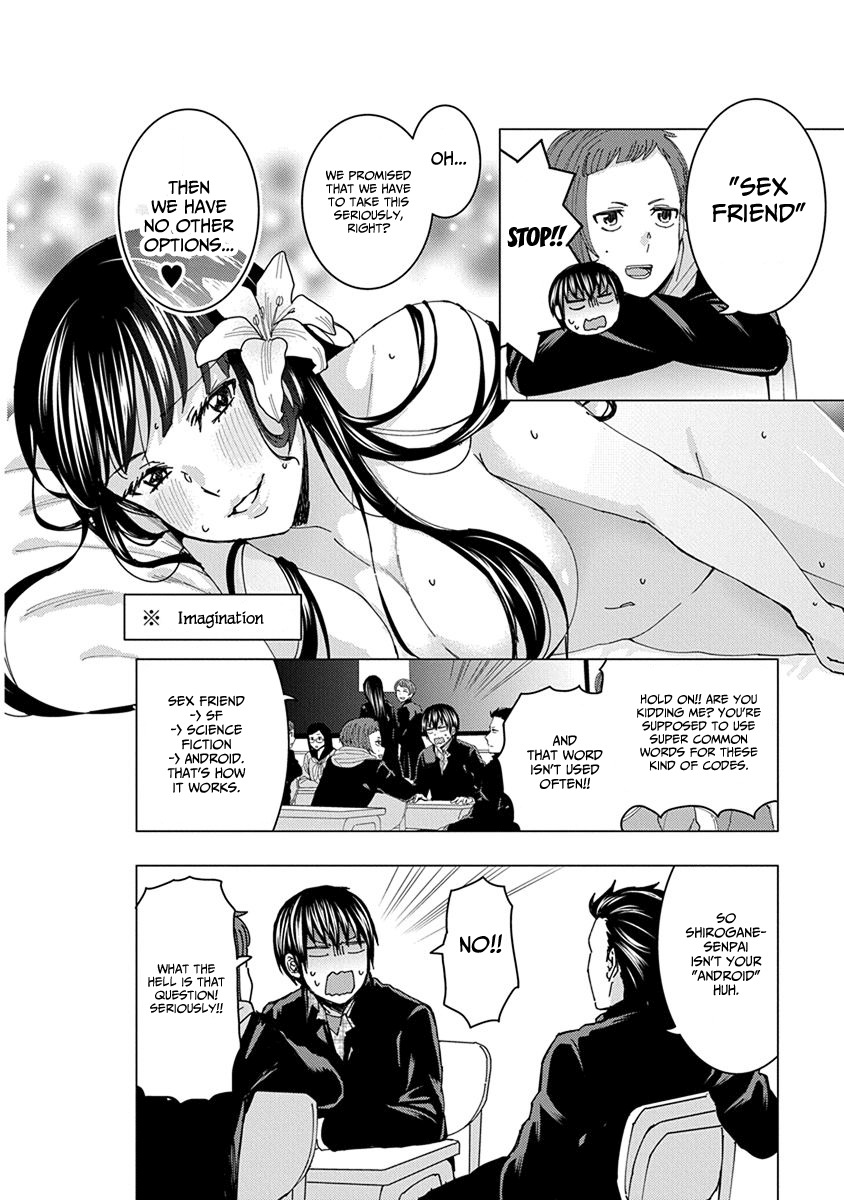 "SEX
FRIEND"
STOP!!
OH...
WE PROMISED
THAT WE HAVE
TO TAKE THIS
SERIOUSLY,
RIGHT?
THEN
WE HAVE
NO OTHER
OPTIONS...
♥
※ Imagination
HOLD ON!! ARE YOU
KIDDING ME? YOU'RE
SUPPOSED TO USE
SUPER COMMON
WORDS FOR THESE
KIND OF CODES.
AND
THAT WORD
ISN'T USED
OFTEN!!
SEX FRIEND
-> SF
-> SCIENCE
FICTION
-> ANDROID.
THAT'S HOW
IT WORKS.
SO
SHIROGANE-
SENPAI
ISN'T YOUR
"ANDROID"
HUH.
NO!!
WHAT THE
HELL IS THAT
QUESTION!
SERIOUSLY!!